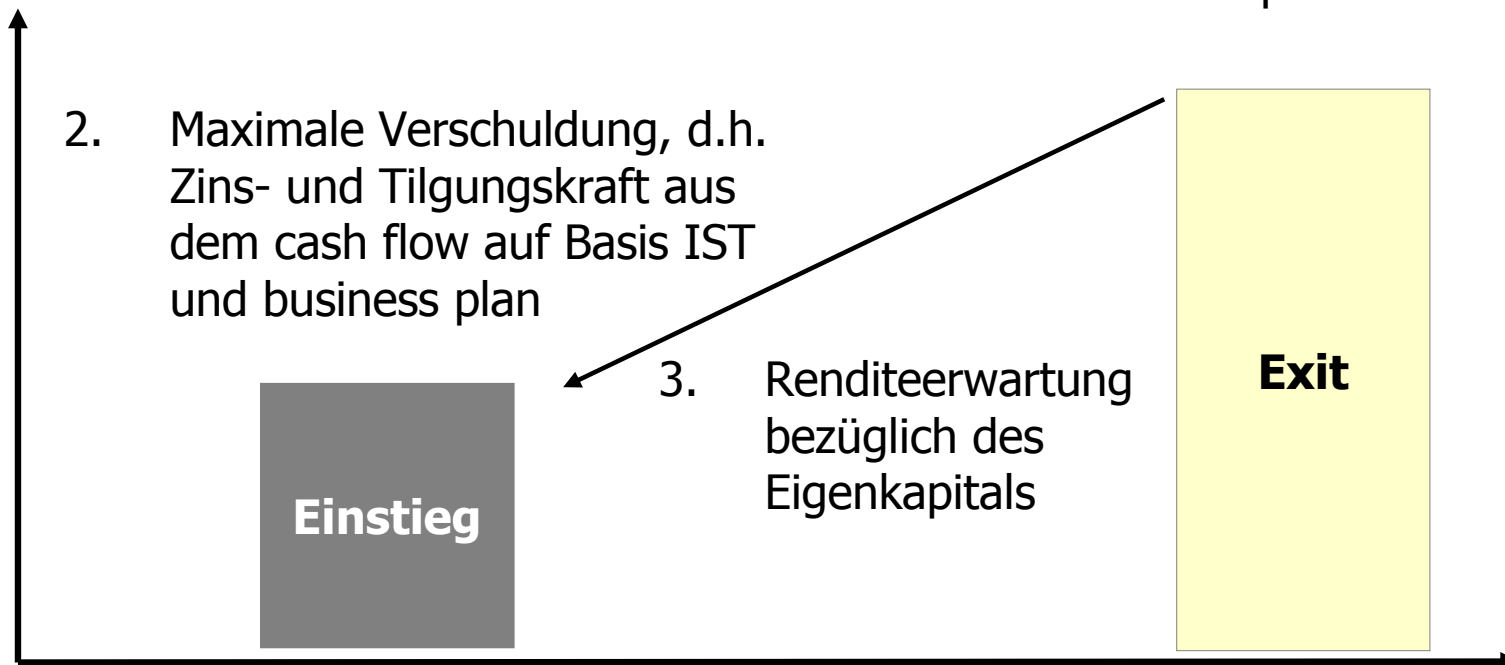 2. Maximale Verschuldung, d.h.
Zins- und Tilgungskraft aus
dem cash flow auf Basis IST
und business plan
3. Renditeerwartung
bezüglich des
Eigenkapitals
Exit
Einstieg